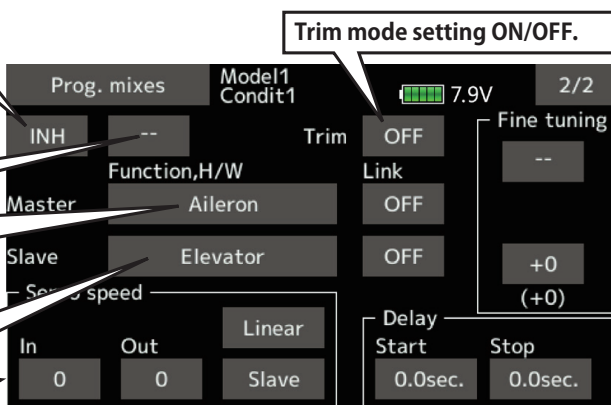 Trim mode setting ON/OFF.
Prog. mixes
Model1
Condit1
7.9V
2/2
INH
--
Trim
OFF
Fine tuning
--
Function,H/W
Link
Master
Aileron
OFF
Slave
Elevator
OFF
+0
(+0)
Servo speed
Linear
Delay
In
Out
Start
Stop
0
0
Slave
0.0sec.
0.0sec.